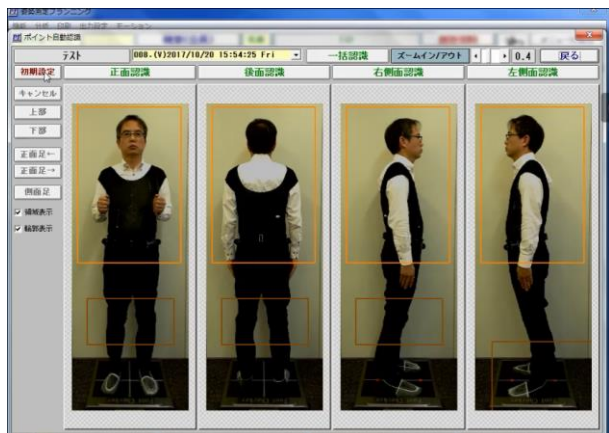 ポイント自動認識
テスト
008.(V)2017/10/20 15:54:25 Fri
一括認識
ズームイン/アウト
0.4
戻る
初期設定
正面認識
後面認識
右側面認識
左側面認識
キャンセル
上部
下部
正面足←
正面足→
側面足
領域表示
輪郭表示